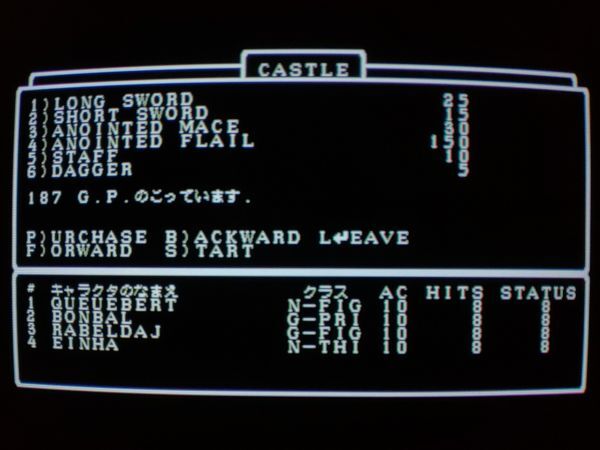 CASTLE
1)LONG SWORD 25
2)SHORT SWORD 15
3)ANOINTED MACE 30
4)ANOINTED FLAIL 150
5)STAFF 10
6)DAGGER 5
187 G.P.のこっています.
P)URCHASE B)ACKWARD L↵EAVE
F)ORWARD S)TART
# キャラクタのなまえ クラス AC HITS STATUS
1 QUEUEBERT N-FIG 10 8 8
2 BONBAL G-PRI 10 8 8
3 RABELDAJ G-FIG 10 8 8
4 EINHA N-THI 10 8 8